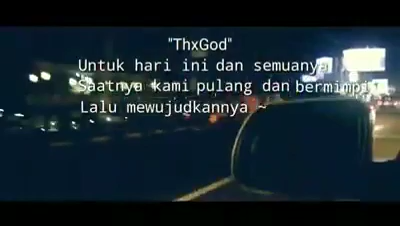 "ThxGod"
Untuk hari ini dan semuanya
Saatnya kami pulang dan bermimpi
Lalu mewujudkannya ~